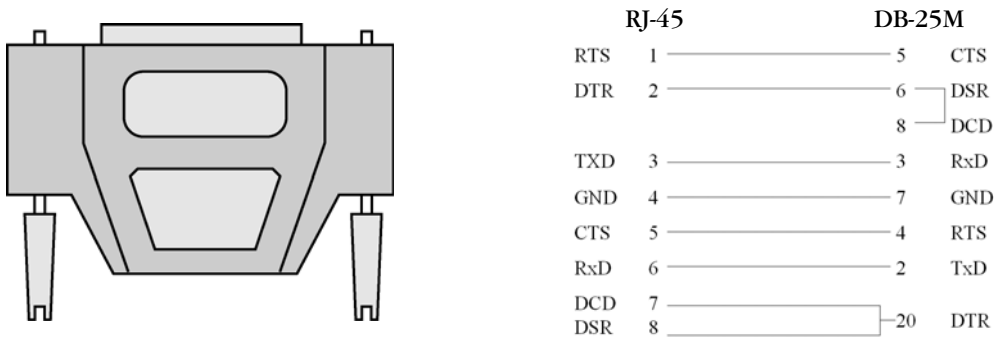 RJ-45 DB-25M
RTS 1 5 CTS
DTR 2 6 DSR
8 DCD
TXD 3 3 RxD
GND 4 7 GND
CTS 5 4 RTS
RxD 6 2 TxD
DCD 7
20 DTR
DSR 8